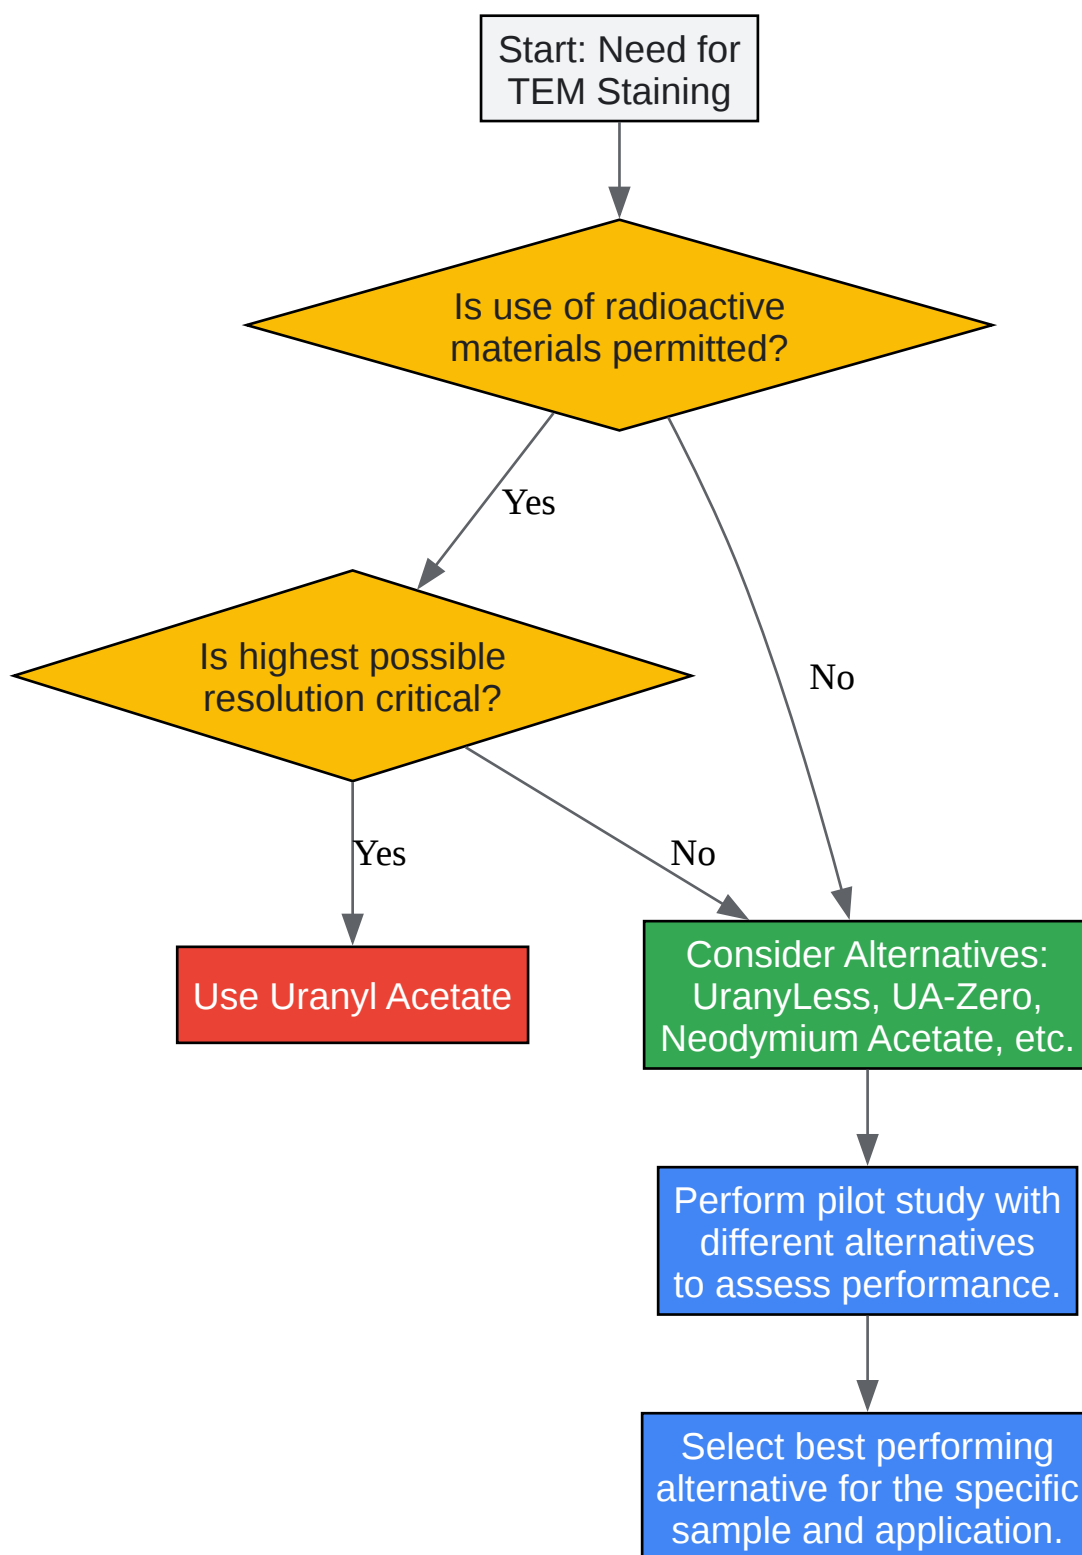 Start: Need for
TEM Staining
Is use of radioactive
materials permitted?
Yes
Is highest possible
resolution critical?
No
Yes
No
Use Uranyl Acetate
Consider Alternatives:
UranyLess, UA-Zero,
Neodymium Acetate, etc.
Perform pilot study with
different alternatives
to assess performance.
Select best performing
alternative for the specific
sample and application.